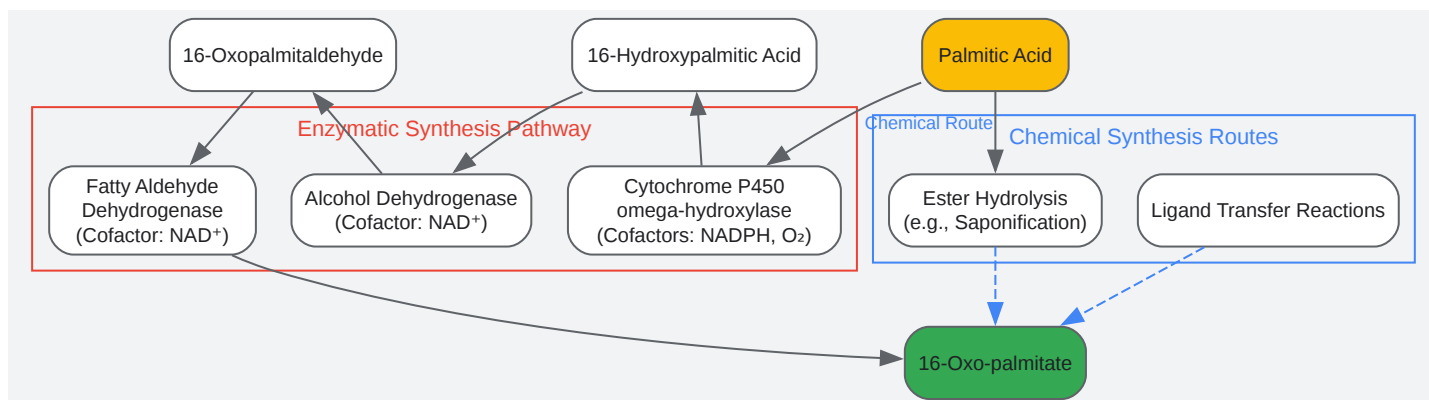 16-Oxopalmitaldehyde
16-Hydroxypalmitic Acid
Palmitic Acid
Enzymatic Synthesis Pathway
Chemical Route
Chemical Synthesis Routes
Fatty Aldehyde
Dehydrogenase
(Cofactor: NAD⁺)
Alcohol Dehydrogenase
(Cofactor: NAD⁺)
Cytochrome P450
omega-hydroxylase
(Cofactors: NADPH, O₂)
Ester Hydrolysis
(e.g., Saponification)
Ligand Transfer Reactions
16-Oxo-palmitate